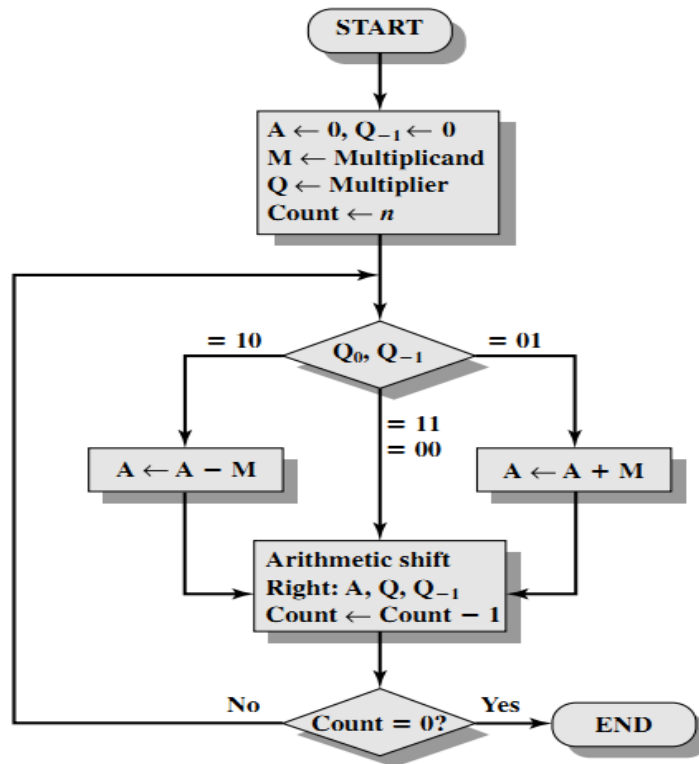 START
A ← 0, Q₋₁ ← 0
M ← Multiplicand
Q ← Multiplier
Count ← n
= 10
Q₀, Q₋₁
= 01
= 11
= 00
A ← A − M
A ← A + M
Arithmetic shift
Right: A, Q, Q₋₁
Count ← Count − 1
No
Count = 0?
Yes
END